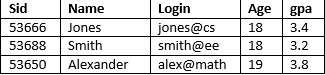 Sid Name Login Age gpa
53666 Jones jones@cs 18 3.4
53688 Smith smith@ee 18 3.2
53650 Alexander alex@math 19 3.8